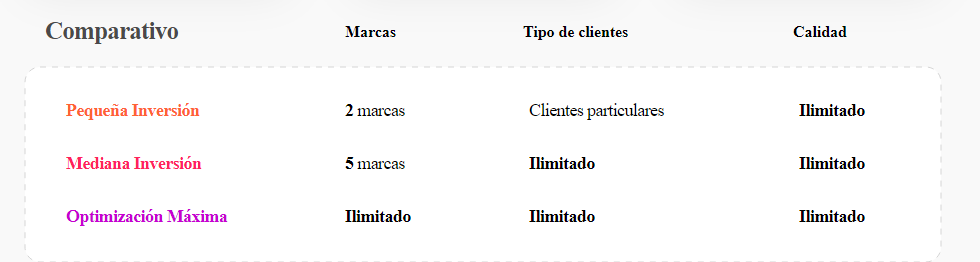 Comparativo Marcas Tipo de clientes Calidad
Pequeña Inversión 2 marcas Clientes particulares Ilimitado
Mediana Inversión 5 marcas Ilimitado Ilimitado
Optimización Máxima Ilimitado Ilimitado Ilimitado